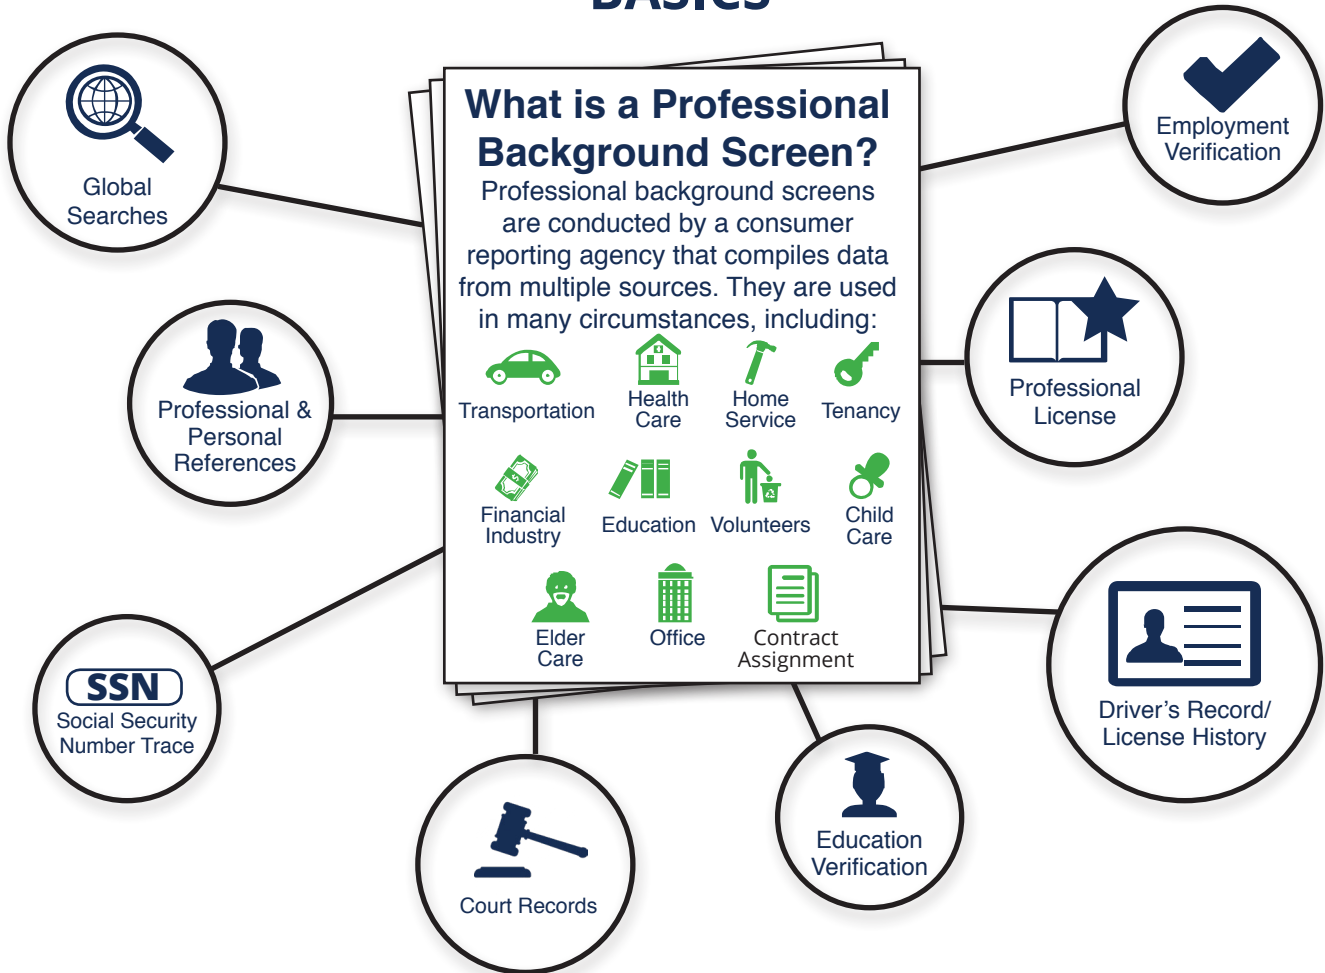 BASICS
What is a Professional
Background Screen?
Professional background screens
are conducted by a consumer
reporting agency that compiles data
from multiple sources. They are used
in many circumstances, including:
Transportation
Health
Care
Home
Service
Tenancy
Financial
Industry
Education
Volunteers
Child
Care
Elder
Care
Office
Contract
Assignment
Global
Searches
Professional &
Personal
References
SSN
Social Security
Number Trace
Court Records
Education
Verification
Driver’s Record/
License History
Professional
License
Employment
Verification